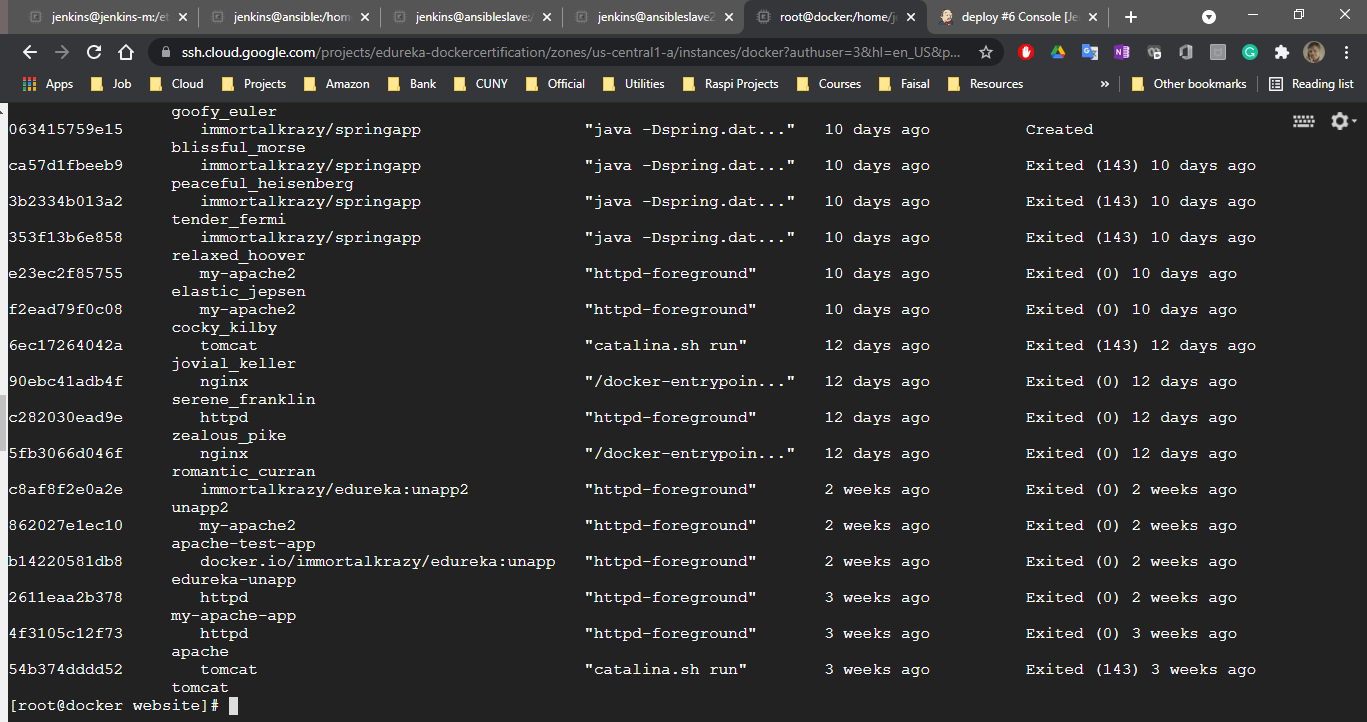 jenkins@jenkins-m:/et
jenkins@ansible:/hom
jenkins@ansibleslave:/
jenkins@ansibleslave2
root@docker:/home/j
deploy #6 Console [Je
ssh.cloud.google.com/projects/edureka-dockercertification/zones/us-central1-a/instances/docker?authuser=3&hl=en_US&p...
Apps Job Cloud Projects Amazon Bank CUNY Official Utilities Raspi Projects Courses Faisal Resources » Other bookmarks Reading list
goofy_euler
063415759e15 immortalkrazy/springapp "java -Dspring.dat..." 10 days ago Created
blissful_morse
ca57d1fbeeb9 immortalkrazy/springapp "java -Dspring.dat..." 10 days ago Exited (143) 10 days ago
peaceful_heisenberg
3b2334b013a2 immortalkrazy/springapp "java -Dspring.dat..." 10 days ago Exited (143) 10 days ago
tender_fermi
353f13b6e858 immortalkrazy/springapp "java -Dspring.dat..." 10 days ago Exited (143) 10 days ago
relaxed_hoover
e23ec2f85755 my-apache2 "httpd-foreground" 10 days ago Exited (0) 10 days ago
elastic_jepsen
f2ead79f0c08 my-apache2 "httpd-foreground" 10 days ago Exited (0) 10 days ago
cocky_kilby
6ec17264042a tomcat "catalina.sh run" 12 days ago Exited (143) 12 days ago
jovial_keller
90ebc41adb4f nginx "/docker-entrypoin..." 12 days ago Exited (0) 12 days ago
serene_franklin
c282030ead9e httpd "httpd-foreground" 12 days ago Exited (0) 12 days ago
zealous_pike
5fb3066d046f nginx "/docker-entrypoin..." 12 days ago Exited (0) 12 days ago
romantic_curran
c8af8f2e0a2e immortalkrazy/edureka:unapp2 "httpd-foreground" 2 weeks ago Exited (0) 2 weeks ago
unapp2
862027e1ec10 my-apache2 "httpd-foreground" 2 weeks ago Exited (0) 2 weeks ago
apache-test-app
b14220581db8 docker.io/immortalkrazy/edureka:unapp "httpd-foreground" 2 weeks ago Exited (0) 2 weeks ago
edureka-unapp
2611eaa2b378 httpd "httpd-foreground" 3 weeks ago Exited (0) 2 weeks ago
my-apache-app
4f3105c12f73 httpd "httpd-foreground" 3 weeks ago Exited (0) 3 weeks ago
apache
54b374dddd52 tomcat "catalina.sh run" 3 weeks ago Exited (143) 3 weeks ago
tomcat
[root@docker website]#